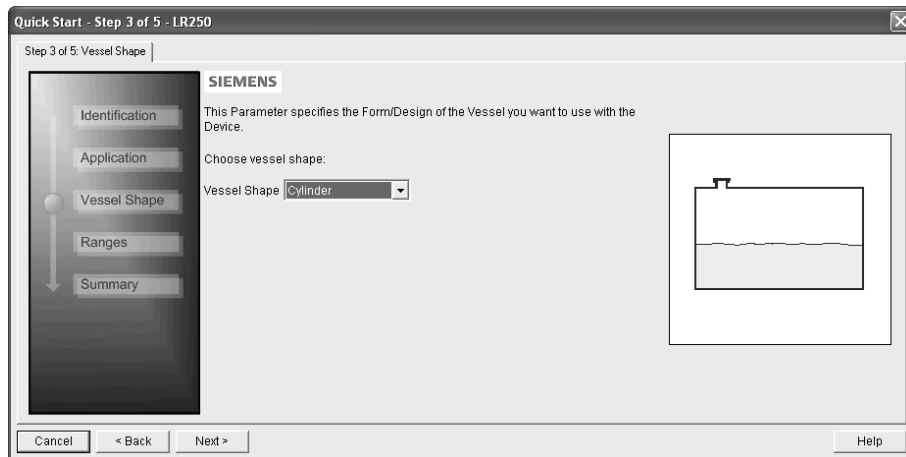 Quick Start - Step 3 of 5 - LR250
Step 3 of 5: Vessel Shape
SIEMENS
Identification
Application
Vessel Shape
Ranges
Summary
This Parameter specifies the Form/Design of the Vessel you want to use with the
Device.
Choose vessel shape:
Vessel Shape Cylinder
Cancel < Back Next > Help